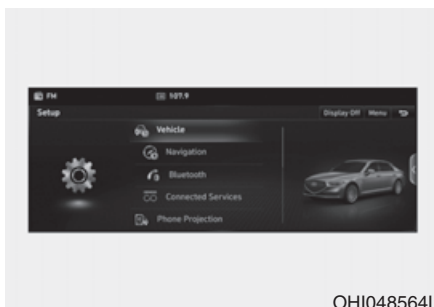 FM 107.9
Setup Display Off Menu
Vehicle
Navigation
Bluetooth
Connected Services
Phone Projection
OHI048564L